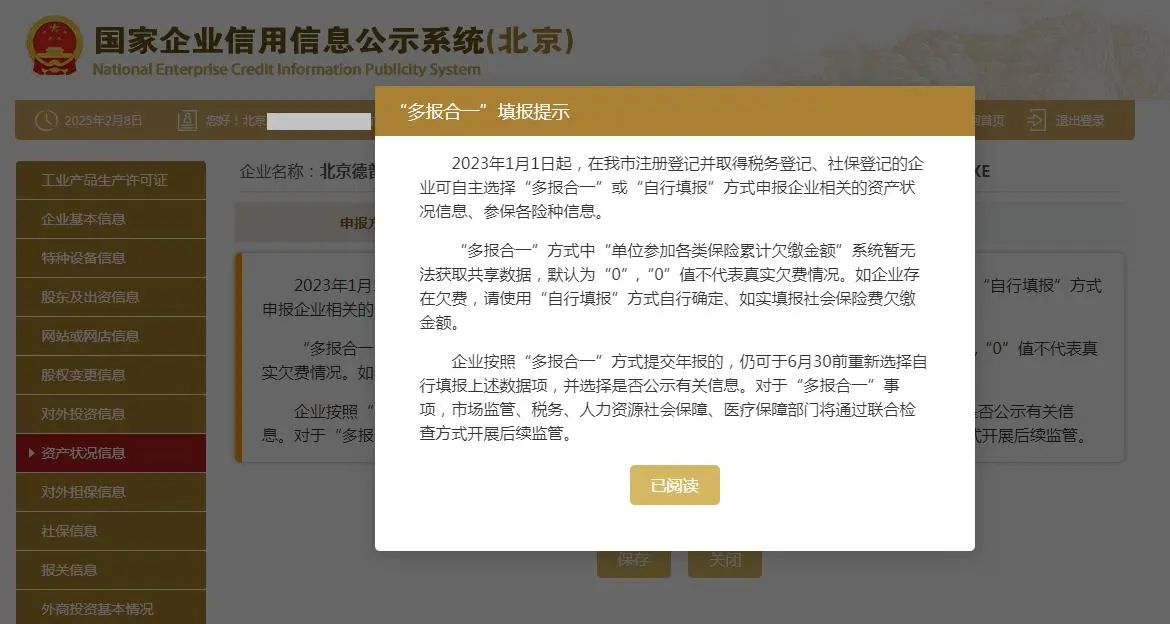 国家企业信用信息公示系统(北京)
National Enterprise Credit Information Publicity System
2025年2月8日
您好！北京
回首页
退出登录
“多报合一”填报提示
2023年1月1日起，在我市注册登记并取得税务登记、社保登记的企
业可自主选择“多报合一”或“自行填报”方式申报企业相关的资产状
况信息、参保各险种信息。
“多报合一”方式中“单位参加各类保险累计欠缴金额”系统暂无
法获取共享数据，默认为“0”,“0”值不代表真实欠费情况。如企业存
在欠费，请使用“自行填报”方式自行确定、如实填报社会保险费欠缴
金额。
企业按照“多报合一”方式提交年报的，仍可于6月30前重新选择自
行填报上述数据项，并选择是否公示有关信息。对于“多报合一”事
项，市场监管、税务、人力资源社会保障、医疗保障部门将通过联合检
查方式开展后续监管。
已阅读
工业产品生产许可证
企业基本信息
特种设备信息
股东及出资信息
网站或网店信息
股权变更信息
对外投资信息
资产状况信息
对外担保信息
社保信息
报关信息
外商投资基本情况
企业名称：北京德
KE
申报方
2023年1月
“自行填报”方式
申报企业相关的
“多报合一
,“0”值不代表真
实欠费情况。如
企业按照“
是否公示有关信
息。对于“多报
式开展后续监管。
保存
关闭